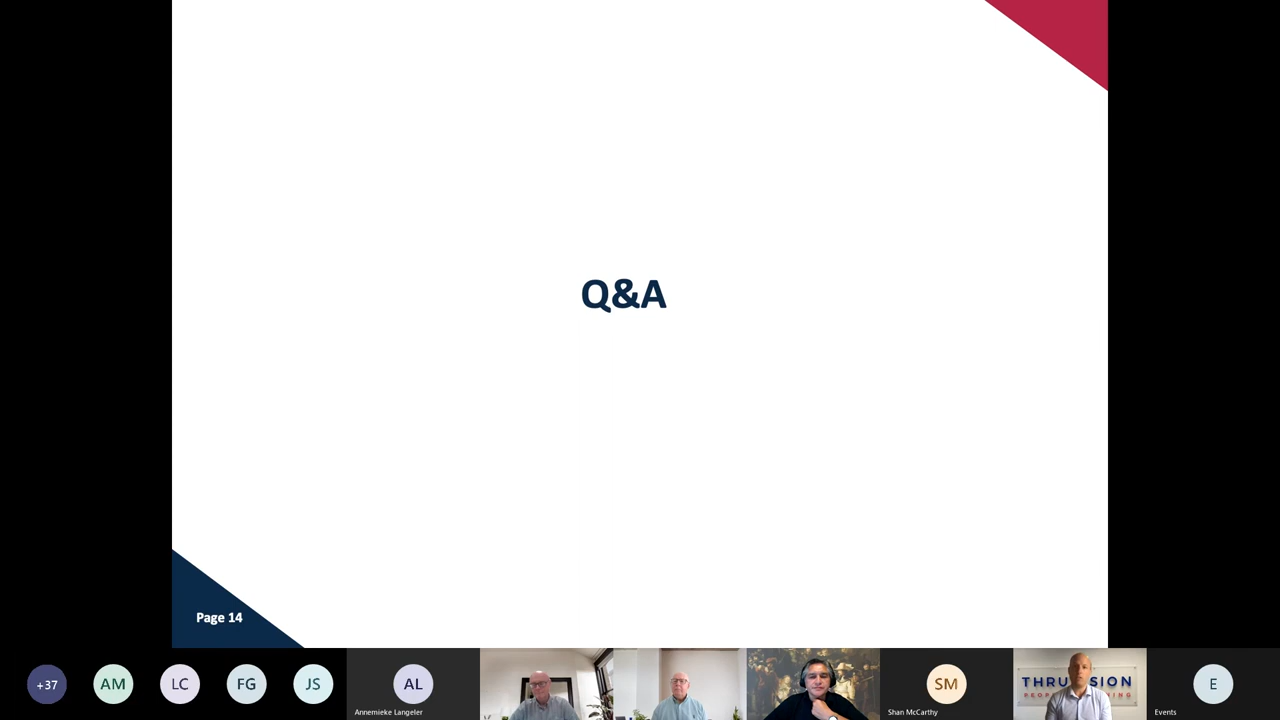 Q&A
Page 14
+37
AM
LC
FG
JS
AL
SM
E
Annemieke Langeler
Shan McCarthy
Events